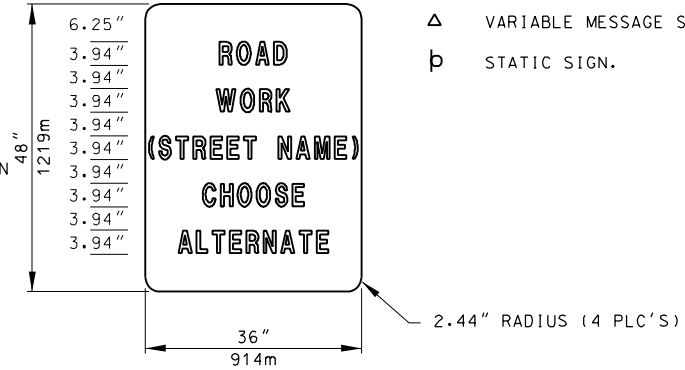 6.25"
3.94"
3.94"
3.94"
3.94"
3.94"
3.94"
3.94"
3.94"
3.94"
N
48"
1219m
ROAD
WORK
(STREET NAME)
CHOOSE
ALTERNATE
36"
914m
2.44" RADIUS (4 PLC'S)
VARIABLE MESSAGE S
STATIC SIGN.